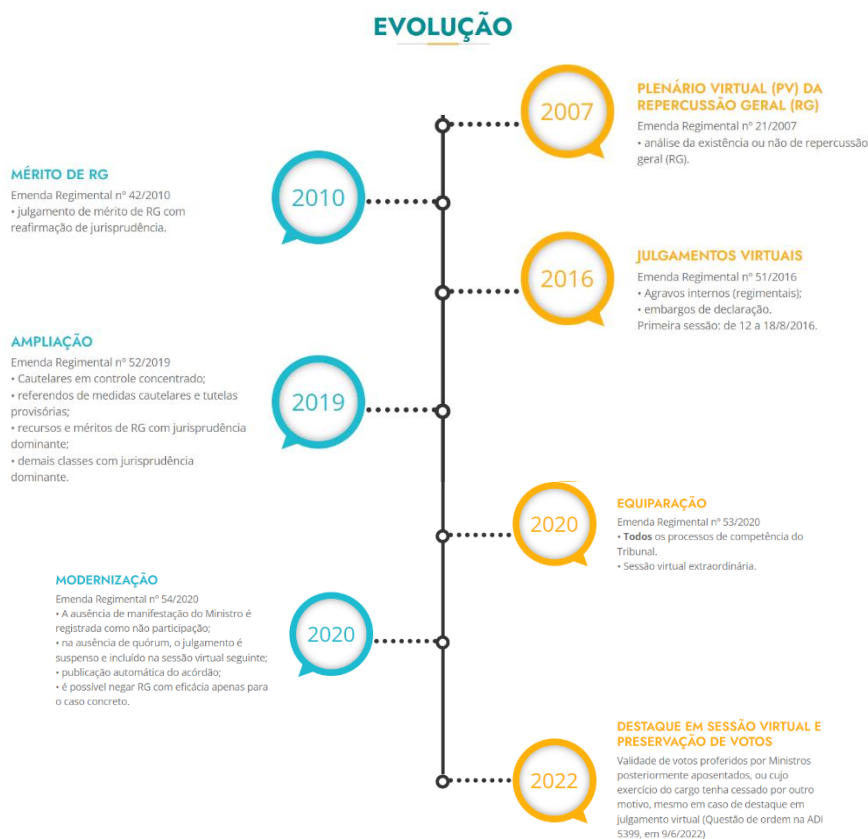 EVOLUÇÃO
2007
PLENÁRIO VIRTUAL (PV) DA
REPERCUSSÃO GERAL (RG)
Emenda Regimental nº 21/2007
• análise da existência ou não de repercussão
geral (RG).
MÉRITO DE RG
Emenda Regimental nº 42/2010
• julgamento de mérito de RG com
reafirmação de jurisprudência.
2010
2016
JULGAMENTOS VIRTUAIS
Emenda Regimental nº 51/2016
• Agravos internos (regimentais);
• embargos de declaração.
Primeira sessão: de 12 a 18/8/2016.
AMPLIAÇÃO
Emenda Regimental nº 52/2019
• Cautelares em controle concentrado;
• referendos de medidas cautelares e tutelas
provisórias;
• recursos e méritos de RG com jurisprudência
dominante;
• demais classes com jurisprudência
dominante.
2019
2020
EQUIPARAÇÃO
Emenda Regimental nº 53/2020
• Todos os processos de competência do
Tribunal.
• Sessão virtual extraordinária.
MODERNIZAÇÃO
Emenda Regimental nº 54/2020
• A ausência de manifestação do Ministro é
registrada como não participação;
• na ausência de quórum, o julgamento é
suspenso e incluído na sessão virtual seguinte;
• publicação automática do acórdão;
• é possível negar RG com eficácia apenas para
o caso concreto.
2020
2022
DESTAQUE EM SESSÃO VIRTUAL E
PRESERVAÇÃO DE VOTOS
Validade de votos proferidos por Ministros
posteriormente aposentados, ou cujo
exercício do cargo tenha cessado por outro
motivo, mesmo em caso de destaque em
julgamento virtual (Questão de ordem na ADI
5399, em 9/6/2022)